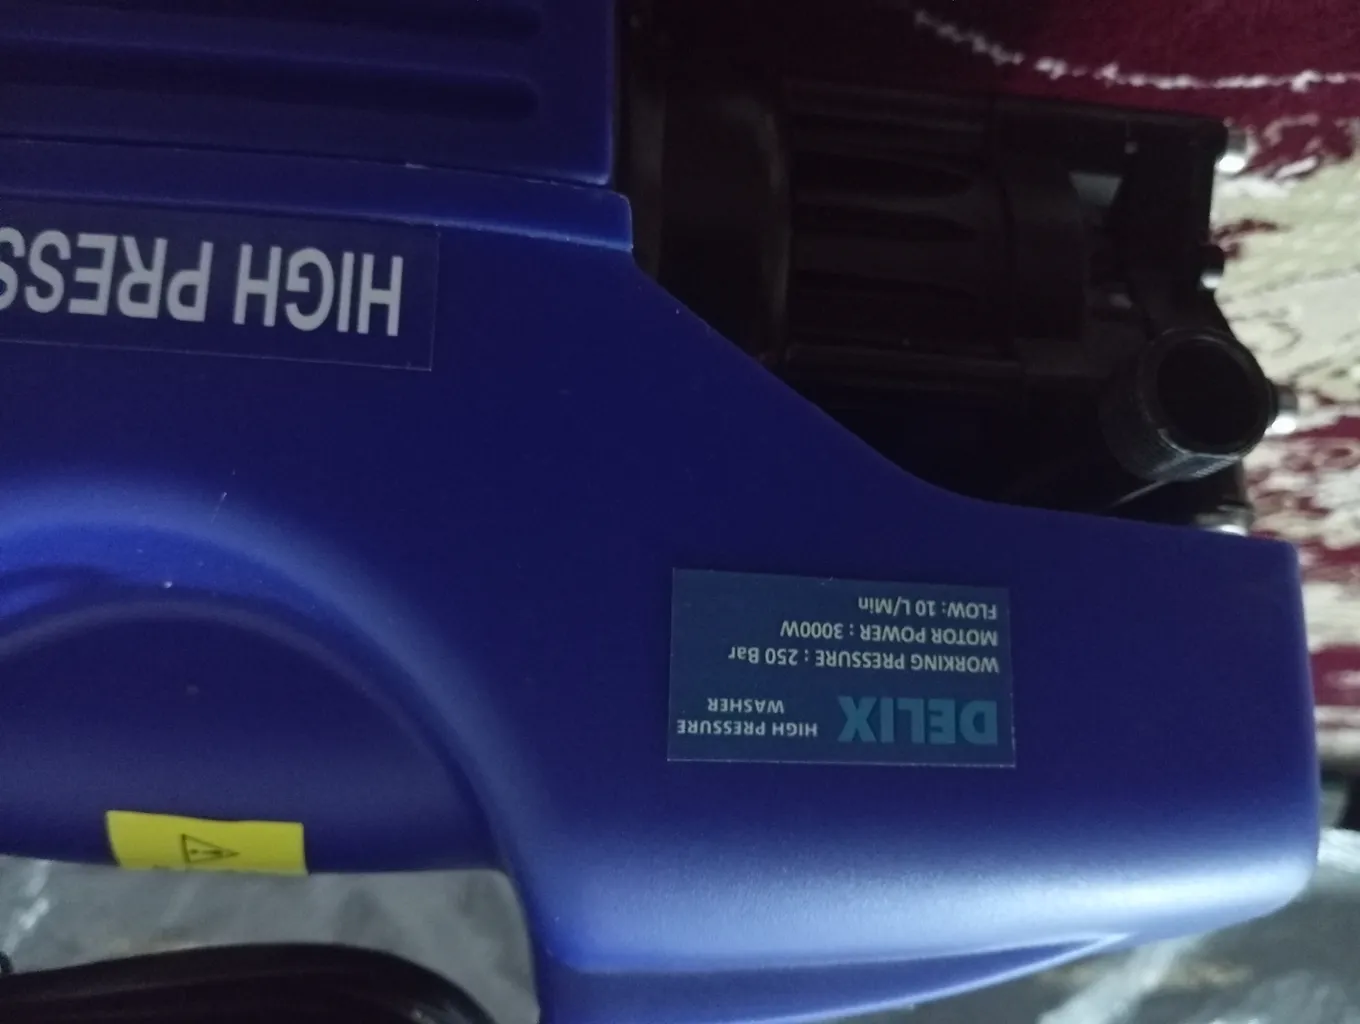 HIGH PRESS
DELIX
HIGH PRESSURE
WASHER
WORKING PRESSURE : 250 Bar
MOTOR POWER : 3000W
FLOW: 10 L/Min